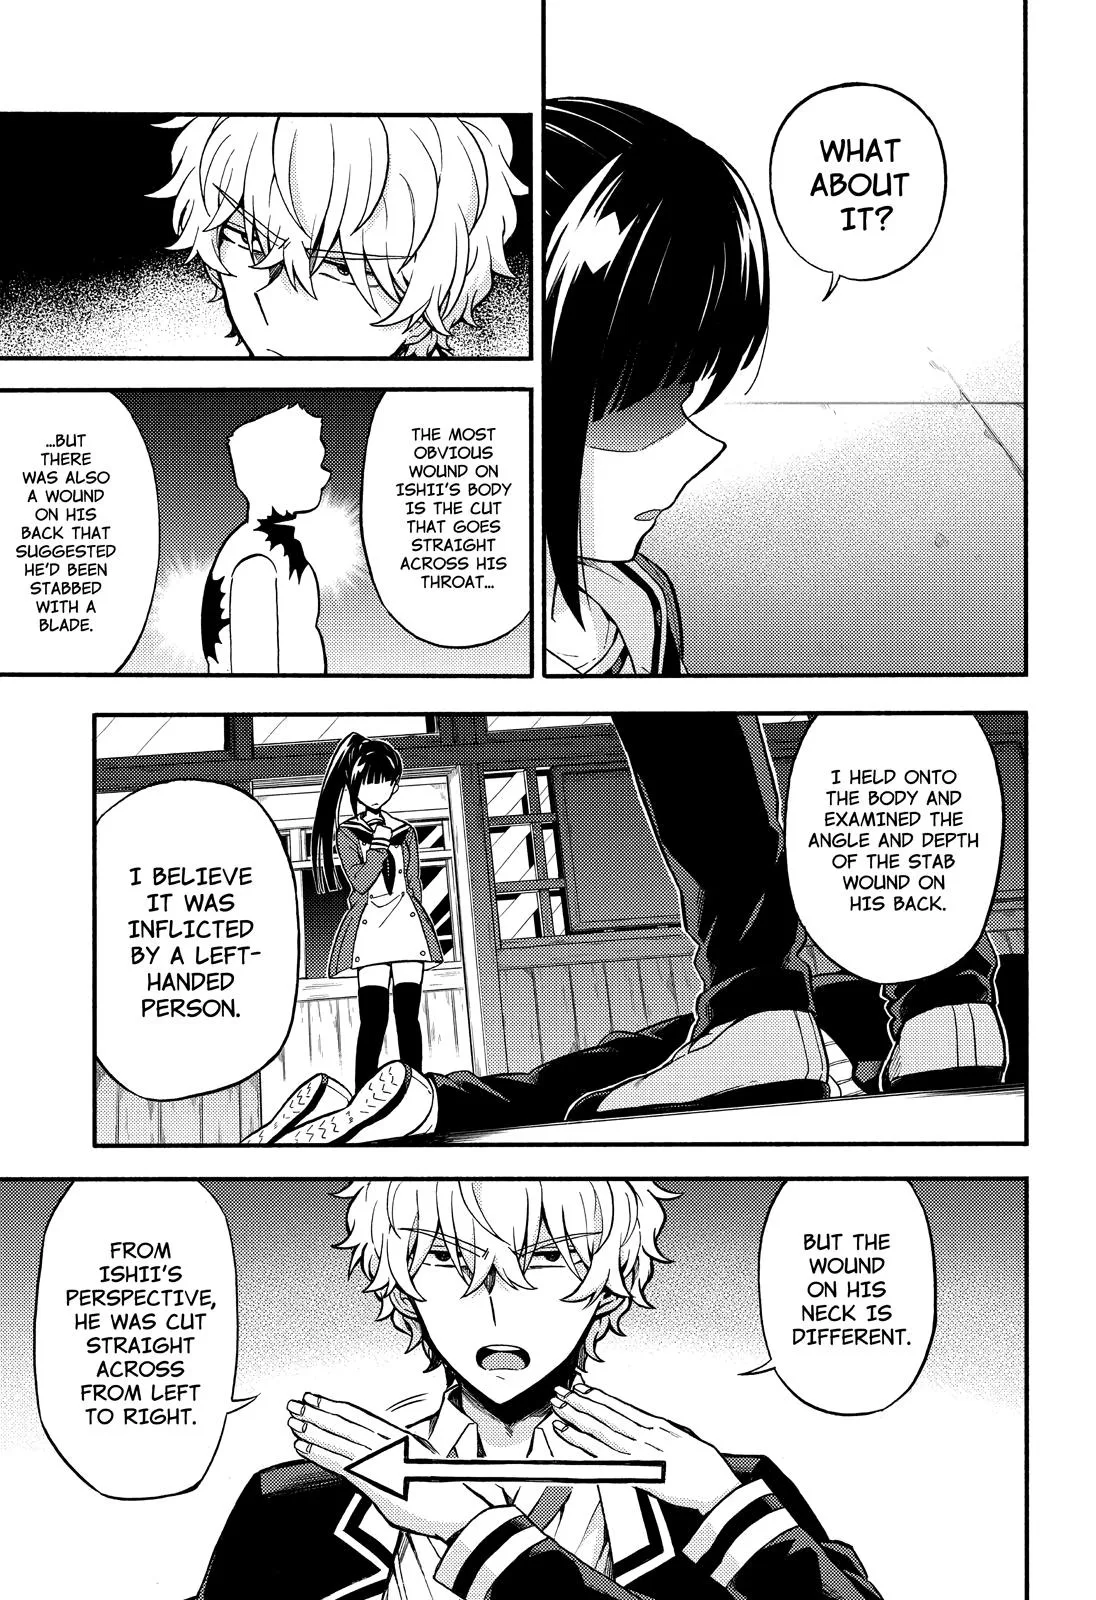 WHAT
ABOUT
IT?
THE MOST
OBVIOUS
WOUND ON
ISHII'S BODY
IS THE CUT
THAT GOES
STRAIGHT
ACROSS HIS
THROAT...
...BUT
THERE
WAS ALSO
A WOUND
ON HIS
BACK THAT
SUGGESTED
HE'D BEEN
STABBED
WITH A
BLADE.
I HELD ONTO
THE BODY AND
EXAMINED THE
ANGLE AND DEPTH
OF THE STAB
WOUND ON
HIS BACK.
I BELIEVE
IT WAS
INFLICTED
BY A LEFT-
HANDED
PERSON.
BUT THE
WOUND
ON HIS
NECK IS
DIFFERENT.
FROM
ISHII'S
PERSPECTIVE,
HE WAS CUT
STRAIGHT
ACROSS
FROM LEFT
TO RIGHT.